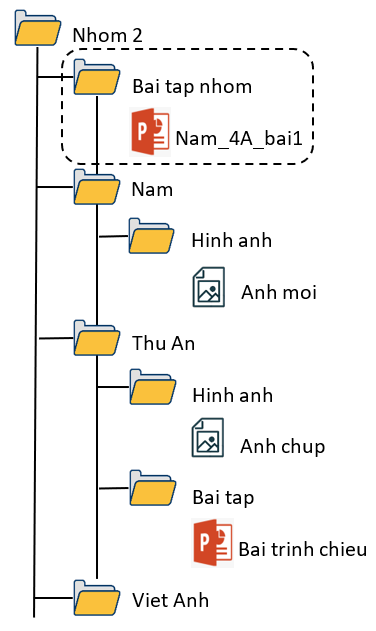 Nhom 2
Bai tap nhom
Nam_4A_bai1
Nam
Hinh anh
Anh moi
Thu An
Hinh anh
Anh chup
Bai tap
Bai trinh chieu
Viet Anh